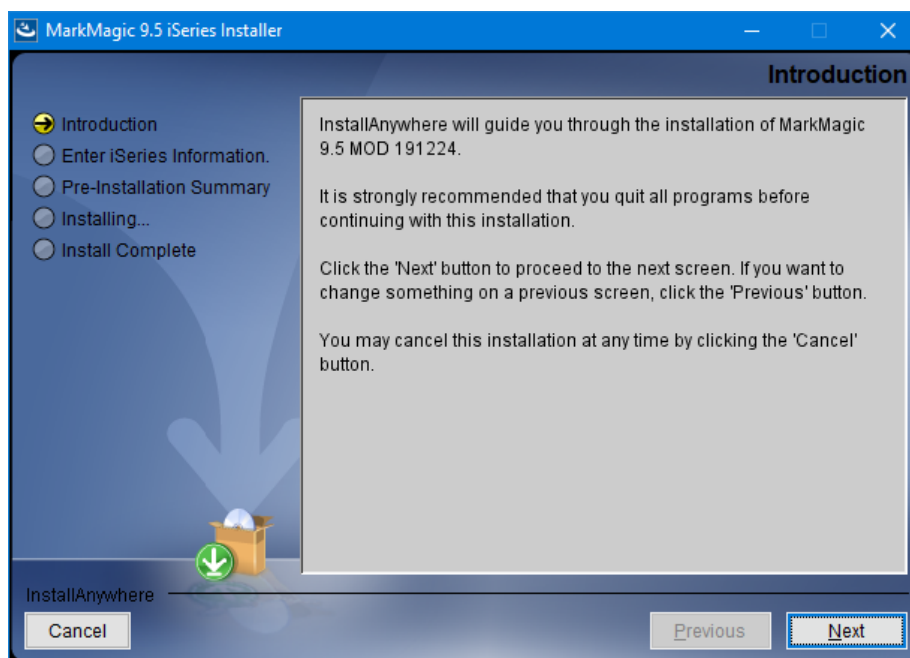 MarkMagic 9.5 iSeries Installer
Introduction
Introduction
Enter iSeries Information.
Pre-Installation Summary
Installing...
Install Complete
InstallAnywhere will guide you through the installation of MarkMagic
9.5 MOD 191224.
It is strongly recommended that you quit all programs before
continuing with this installation.
Click the 'Next' button to proceed to the next screen. If you want to
change something on a previous screen, click the 'Previous' button.
You may cancel this installation at any time by clicking the 'Cancel'
button.
InstallAnywhere
Cancel
Previous
Next